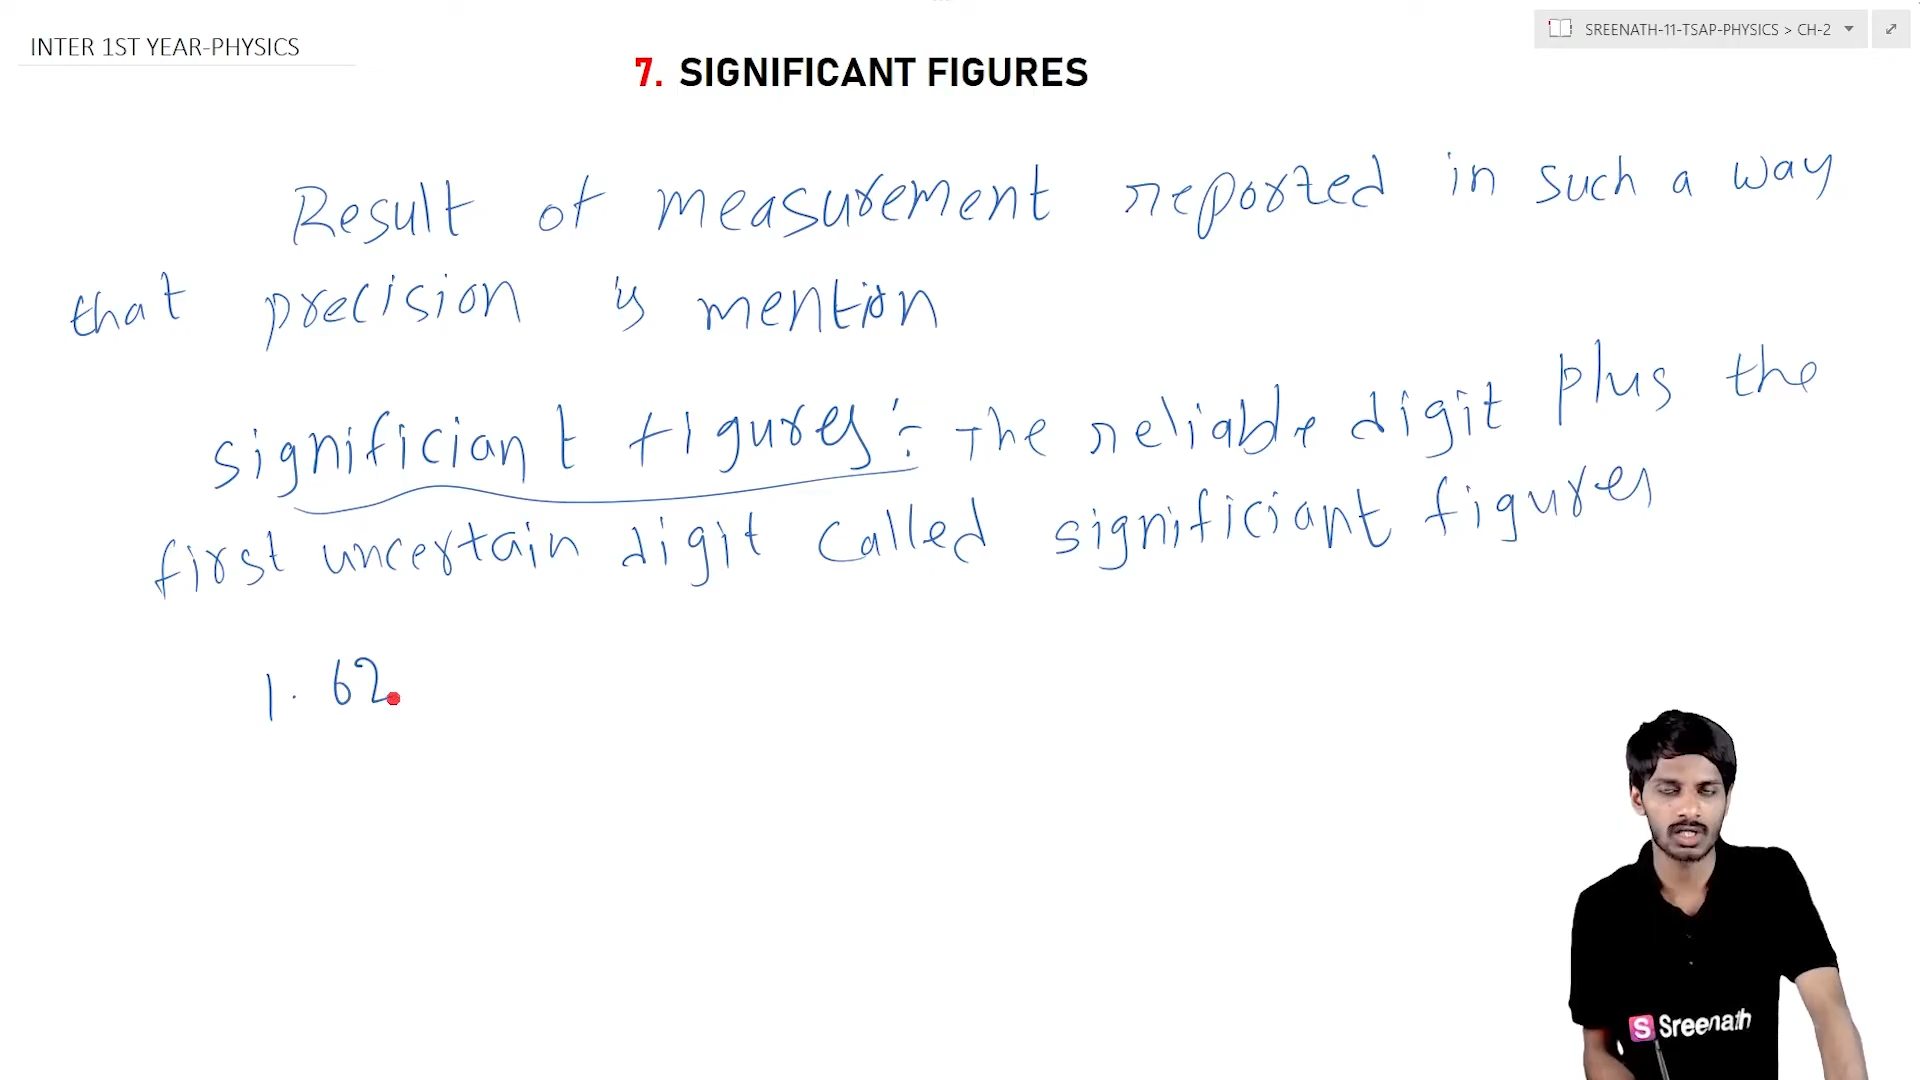 INTER 1ST YEAR-PHYSICS
SREENATH-11-TSAP-PHYSICS > CH-2
7. SIGNIFICANT FIGURES
Result of measurement reported in such a way
that precision is mention
significiant figures :- The reliable digit plus the
first uncertain digit called significiant figures
1. 62
S Sreenath